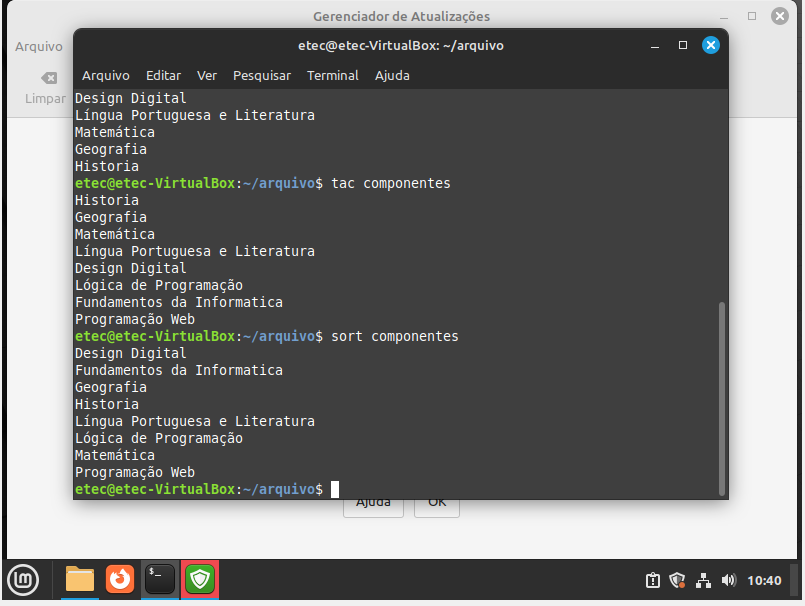 Gerenciador de Atualizações
Arquivo
Limpar
etec@etec-VirtualBox: ~/arquivo
Arquivo Editar Ver Pesquisar Terminal Ajuda
Design Digital
Língua Portuguesa e Literatura
Matemática
Geografia
Historia
etec@etec-VirtualBox:~/arquivo$ tac componentes
Historia
Geografia
Matemática
Língua Portuguesa e Literatura
Design Digital
Lógica de Programação
Fundamentos da Informatica
Programação Web
etec@etec-VirtualBox:~/arquivo$ sort componentes
Design Digital
Fundamentos da Informatica
Geografia
Historia
Língua Portuguesa e Literatura
Lógica de Programação
Matemática
Programação Web
etec@etec-VirtualBox:~/arquivo$
Ajuda OK
$_
10:40